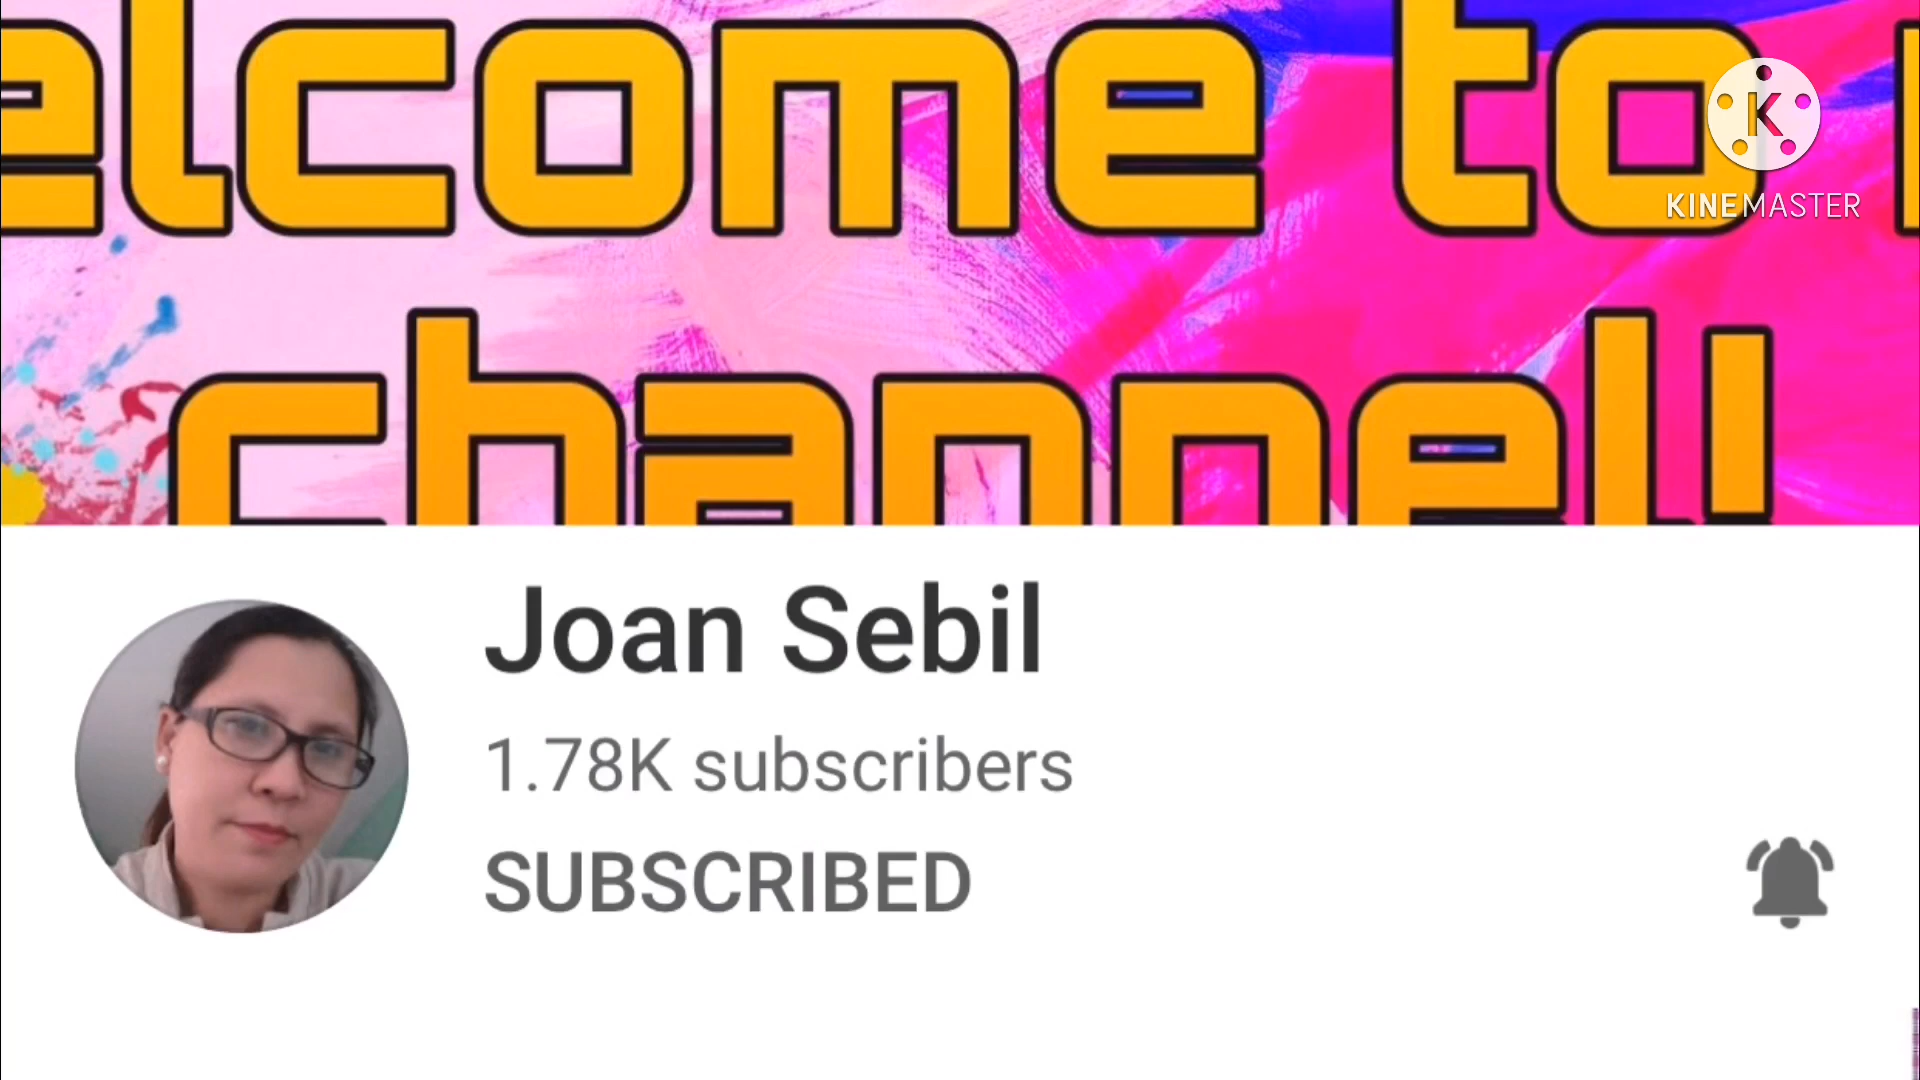 elcome to
K
KINEMASTER
channel!
Joan Sebil
1.78K subscribers
SUBSCRIBED